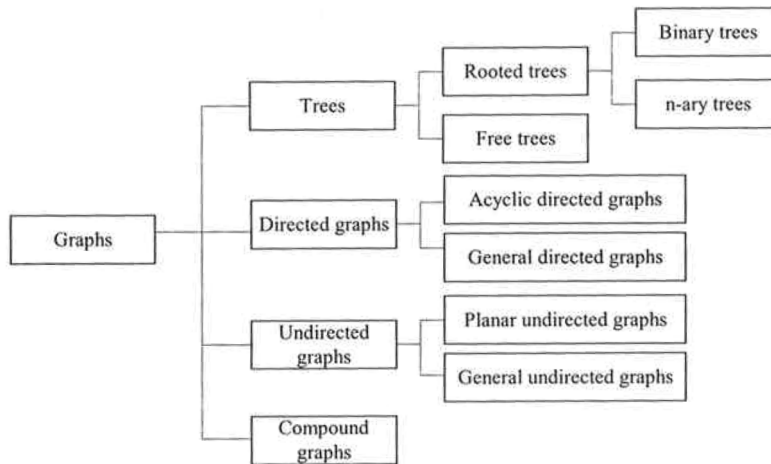 Binary trees
Rooted trees
n-ary trees
Trees
Free trees
Acyclic directed graphs
Directed graphs
General directed graphs
Graphs
Planar undirected graphs
Undirected
graphs
General undirected graphs
Compound
graphs